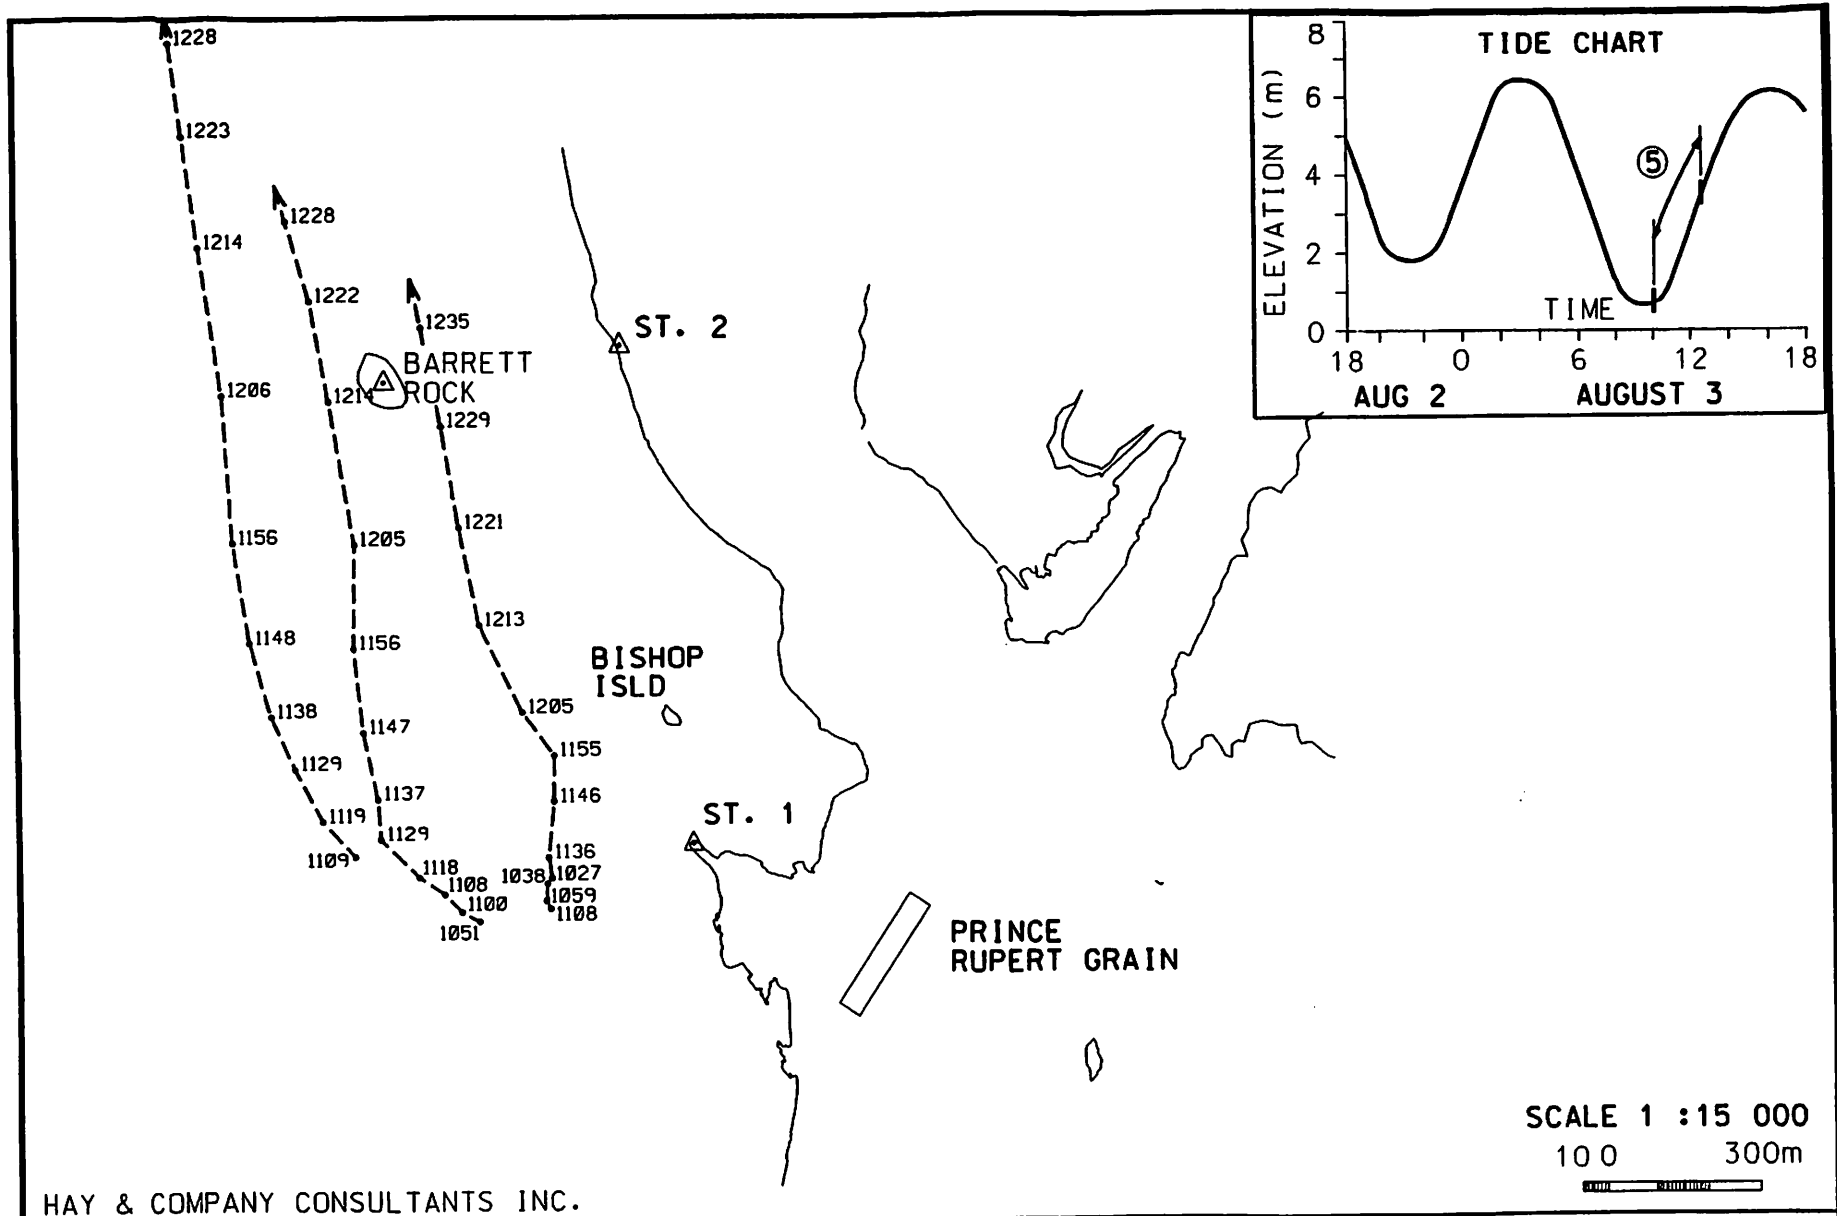 1228
1223
1214
1206
1156
1148
1138
1129
1119
1109
1228
1222
1214
1205
1156
1147
1137
1129
1118
1108
1100
1051
1235
1229
1221
1213
1205
1155
1146
1136
1038
1027
1059
1108
BARRETT
ROCK
ST. 2
BISHOP
ISLD
ST. 1
PRINCE
RUPERT GRAIN
TIDE CHART
ELEVATION (m)
8
6
4
2
0
5
TIME
18 0 6 12 18
AUG 2 AUGUST 3
SCALE 1 :15 000
100 300m
HAY & COMPANY CONSULTANTS INC.